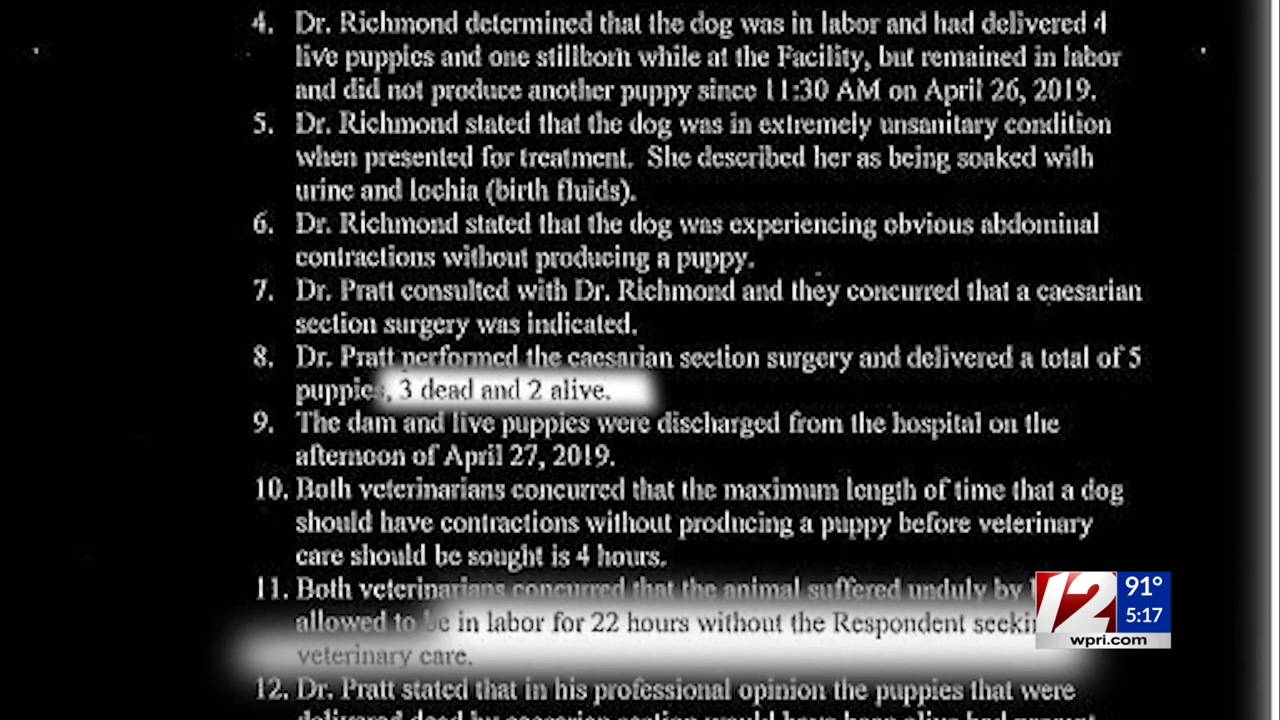 4. Dr. Richmond determined that the dog was in labor and had delivered 4
live puppies and one stillborn while at the Facility, but remained in labor
and did not produce another puppy since 11:30 AM on April 26, 2019.
5. Dr. Richmond stated that the dog was in extremely unsanitary condition
when presented for treatment. She described her as being soaked with
urine and lochia (birth fluids).
6. Dr. Richmond stated that the dog was experiencing obvious abdominal
contractions without producing a puppy.
7. Dr. Pratt consulted with Dr. Richmond and they concurred that a caesarian
section surgery was indicated.
8. Dr. Pratt performed the caesarian section surgery and delivered a total of 5
puppies, 3 dead and 2 alive.
9. The dam and live puppies were discharged from the hospital on the
afternoon of April 27, 2019.
10. Both veterinarians concurred that the maximum length of time that a dog
should have contractions without producing a puppy before veterinary
care should be sought is 4 hours.
11. Both veterinarians concurred that the animal suffered unduly by
allowed to be in labor for 22 hours without the Respondent
veterinary care.
12. Dr. Pratt stated that in his professional opinion the puppies that were
12 91°
5:17
wpri.com